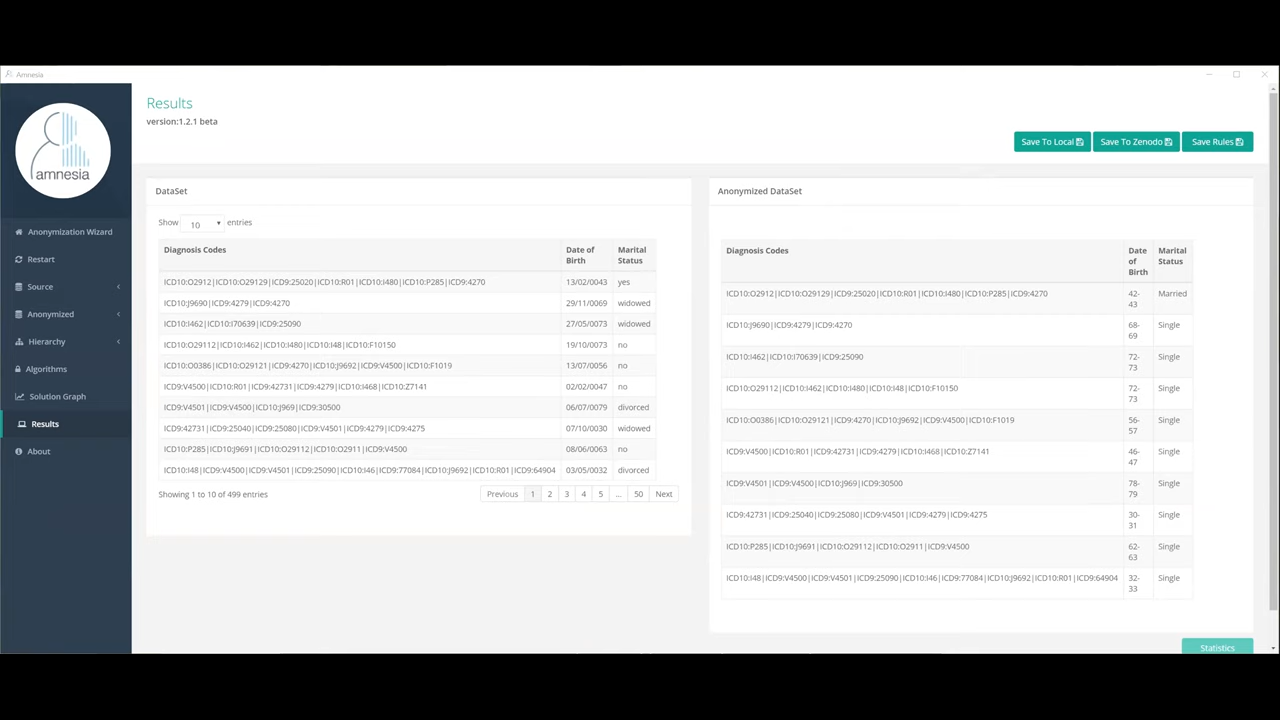 Amnesia
amnesia
Anonymization Wizard
Restart
Source
Anonymized
Hierarchy
Algorithms
Solution Graph
Results
About
Results
version:1.2.1 beta
Save To Local
Save To Zenodo
Save Rules
DataSet
Show 10 entries
Diagnosis Codes Date of Birth Marital Status
ICD10:O2912|ICD10:O29129|ICD9:25020|ICD10:R01|ICD10:I480|ICD10:P285|ICD9:4270 13/02/0043 yes
ICD10:J9690|ICD9:4279|ICD9:4270 29/11/0069 widowed
ICD10:I462|ICD10:I70639|ICD9:25090 27/05/0073 widowed
ICD10:O29112|ICD10:I462|ICD10:I480|ICD10:I48|ICD10:F10150 19/10/0073 no
ICD10:O0386|ICD10:O29121|ICD9:4270|ICD10:J9692|ICD9:V4500|ICD10:F1019 13/07/0056 no
ICD9:V4500|ICD10:R01|ICD9:42731|ICD9:4279|ICD10:I468|ICD10:Z7141 02/02/0047 no
ICD9:V4501|ICD9:V4500|ICD10:J969|ICD9:30500 06/07/0079 divorced
ICD9:42731|ICD9:25040|ICD9:25080|ICD9:V4501|ICD9:4279|ICD9:4275 07/10/0030 widowed
ICD10:P285|ICD10:J9691|ICD10:O29112|ICD10:O2911|ICD9:V4500 08/06/0063 no
ICD10:I48|ICD9:V4500|ICD9:V4501|ICD9:25090|ICD10:I46|ICD9:77084|ICD10:J9692|ICD10:R01|ICD9:64904 03/05/0032 divorced
Showing 1 to 10 of 499 entries
Previous 1 2 3 4 5 ... 50 Next
Anonymized DataSet
Diagnosis Codes Date of Birth Marital Status
ICD10:O2912|ICD10:O29129|ICD9:25020|ICD10:R01|ICD10:I480|ICD10:P285|ICD9:4270 42-43 Married
ICD10:J9690|ICD9:4279|ICD9:4270 68-69 Single
ICD10:I462|ICD10:I70639|ICD9:25090 72-73 Single
ICD10:O29112|ICD10:I462|ICD10:I480|ICD10:I48|ICD10:F10150 72-73 Single
ICD10:O0386|ICD10:O29121|ICD9:4270|ICD10:J9692|ICD9:V4500|ICD10:F1019 56-57 Single
ICD9:V4500|ICD10:R01|ICD9:42731|ICD9:4279|ICD10:I468|ICD10:Z7141 46-47 Single
ICD9:V4501|ICD9:V4500|ICD10:J969|ICD9:30500 78-79 Single
ICD9:42731|ICD9:25040|ICD9:25080|ICD9:V4501|ICD9:4279|ICD9:4275 30-31 Single
ICD10:P285|ICD10:J9691|ICD10:O29112|ICD10:O2911|ICD9:V4500 62-63 Single
ICD10:I48|ICD9:V4500|ICD9:V4501|ICD9:25090|ICD10:I46|ICD9:77084|ICD10:J9692|ICD10:R01|ICD9:64904 32-33 Single
Statistics